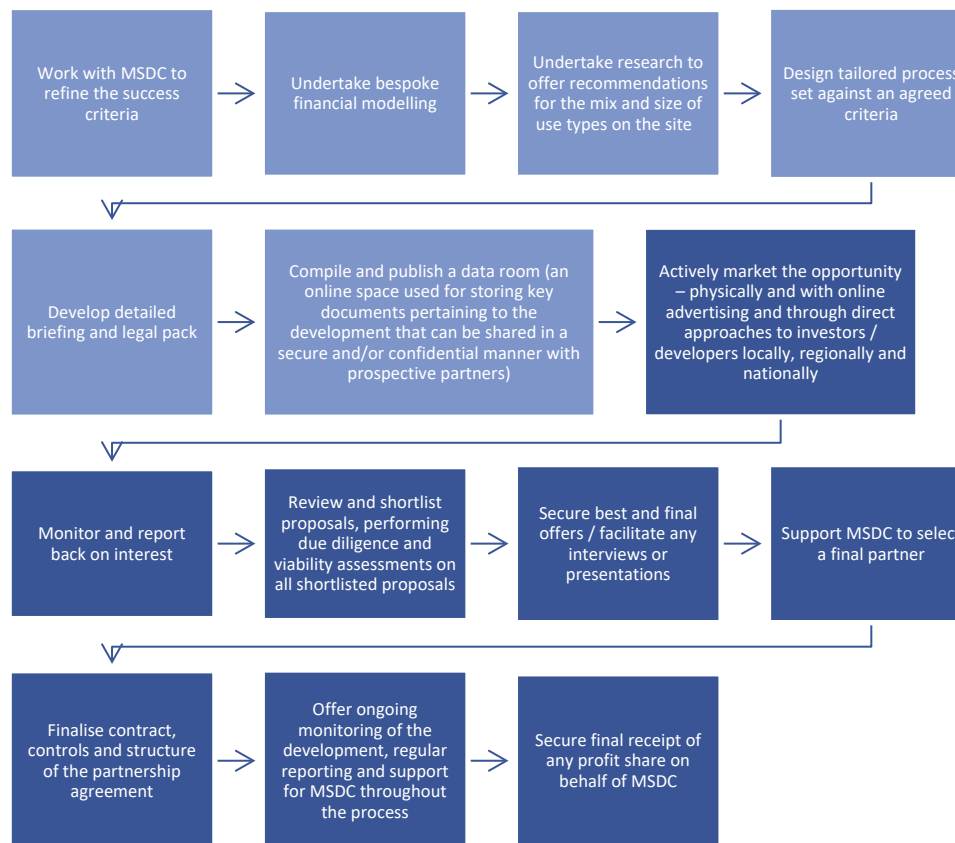 Work with MSDC to
refine the success
criteria
Undertake bespoke
financial modelling
Undertake research to
offer recommendations
for the mix and size of
use types on the site
Design tailored process
set against an agreed
criteria
Develop detailed
briefing and legal pack
Compile and publish a data room (an
online space used for storing key
documents pertaining to the
development that can be shared in a
secure and/or confidential manner with
prospective partners)
Actively market the opportunity
– physically and with online
advertising and through direct
approaches to investors /
developers locally, regionally and
nationally
Monitor and report
back on interest
Review and shortlist
proposals, performing
due diligence and
viability assessments on
all shortlisted proposals
Secure best and final
offers / facilitate any
interviews or
presentations
Support MSDC to select
a final partner
Finalise contract,
controls and structure
of the partnership
agreement
Offer ongoing
monitoring of the
development, regular
reporting and support
for MSDC throughout
the process
Secure final receipt of
any profit share on
behalf of MSDC